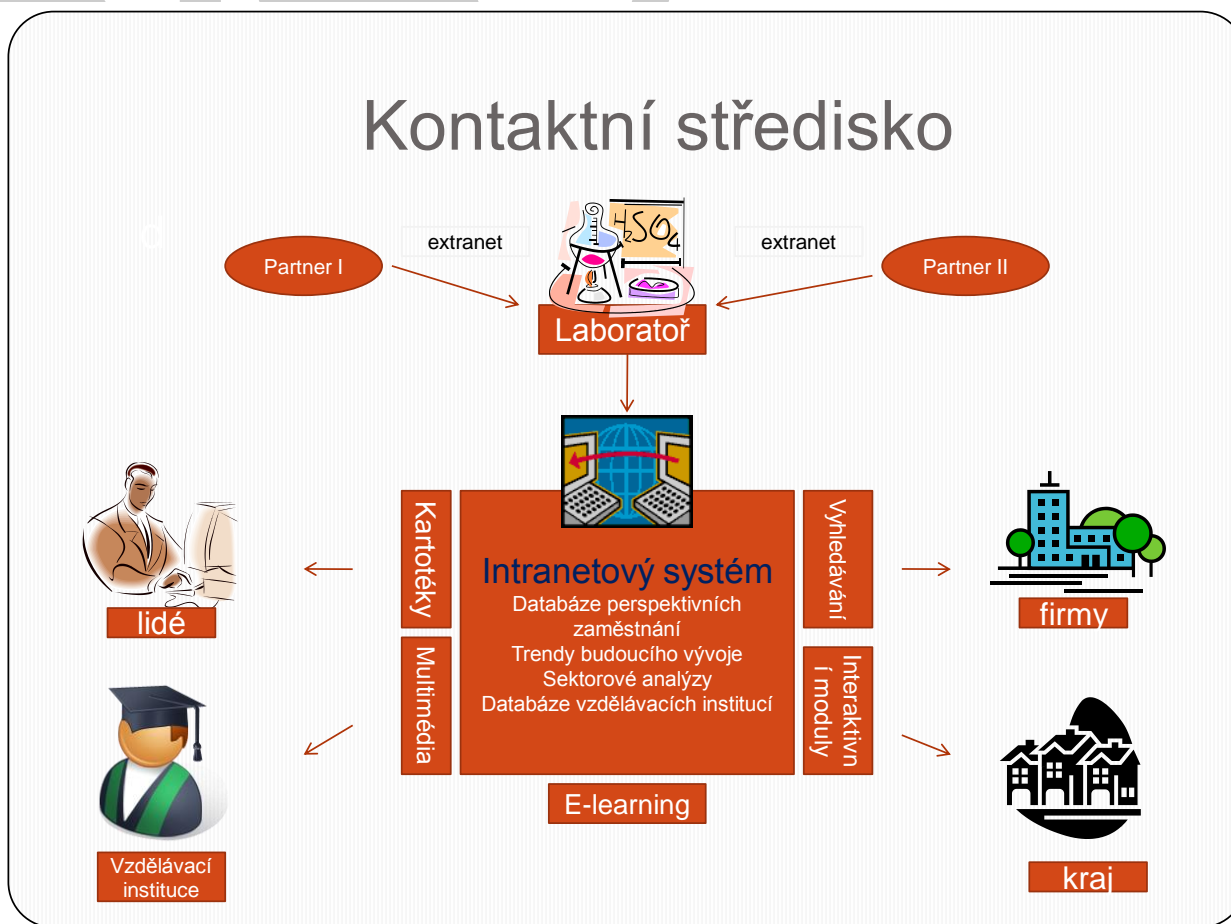 Kontaktní středisko
d
extranet
extranet
Partner I
Partner II
H2SO4
Laboratoř
Kartotéky
Multimédia
Intranetový systém
Databáze perspektivních
zaměstnání
Trendy budoucího vývoje
Sektorové analýzy
Databáze vzdělávacích institucí
Vyhledávání
Interaktivn
í moduly
E-learning
lidé
firmy
Vzdělávací
instituce
kraj